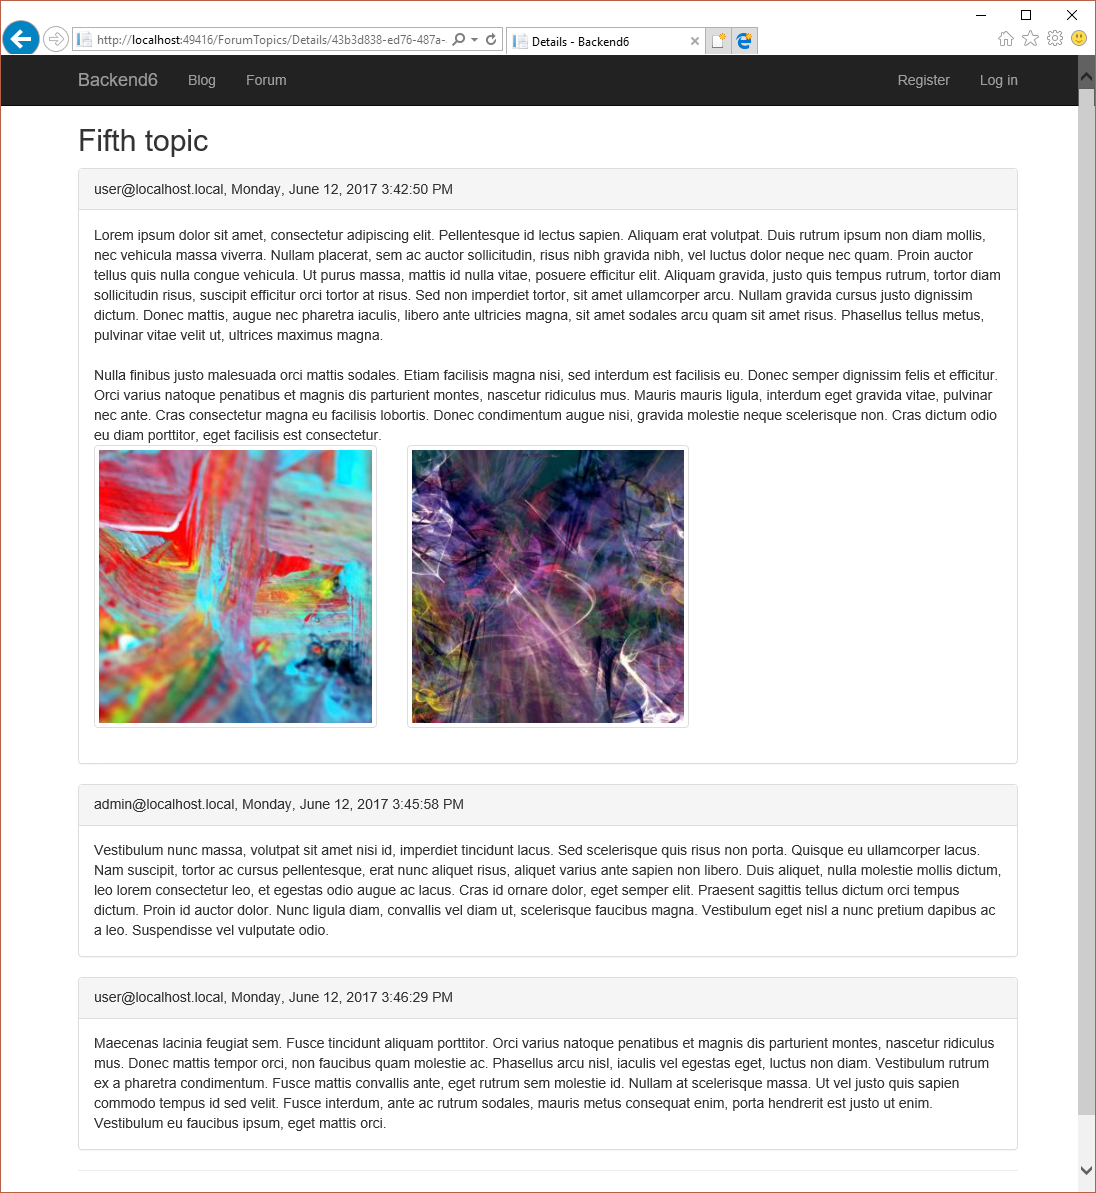 http://localhost:49416/ForumTopics/Details/43b3d838-ed76-487a-
Details - Backend6
Backend6 Blog Forum Register Log in
Fifth topic
user@localhost.local, Monday, June 12, 2017 3:42:50 PM
Lorem ipsum dolor sit amet, consectetur adipiscing elit. Pellentesque id lectus sapien. Aliquam erat volutpat. Duis rutrum ipsum non diam mollis,
nec vehicula massa viverra. Nullam placerat, sem ac auctor sollicitudin, risus nibh gravida nibh, vel luctus dolor neque nec quam. Proin auctor
tellus quis nulla congue vehicula. Ut purus massa, mattis id nulla vitae, posuere efficitur elit. Aliquam gravida, justo quis tempus rutrum, tortor diam
sollicitudin risus, suscipit efficitur orci tortor at risus. Sed non imperdiet tortor, sit amet ullamcorper arcu. Nullam gravida cursus justo dignissim
dictum. Donec mattis, augue nec pharetra iaculis, libero ante ultricies magna, sit amet sodales arcu quam sit amet risus. Phasellus tellus metus,
pulvinar vitae velit ut, ultrices maximus magna.
Nulla finibus justo malesuada orci mattis sodales. Etiam facilisis magna nisi, sed interdum est facilisis eu. Donec semper dignissim felis et efficitur.
Orci varius natoque penatibus et magnis dis parturient montes, nascetur ridiculus mus. Mauris mauris ligula, interdum eget gravida vitae, pulvinar
nec ante. Cras consectetur magna eu facilisis lobortis. Donec condimentum augue nisi, gravida molestie neque scelerisque non. Cras dictum odio
eu diam porttitor, eget facilisis est consectetur.
admin@localhost.local, Monday, June 12, 2017 3:45:58 PM
Vestibulum nunc massa, volutpat sit amet nisi id, imperdiet tincidunt lacus. Sed scelerisque quis risus non porta. Quisque eu ullamcorper lacus.
Nam suscipit, tortor ac cursus pellentesque, erat nunc aliquet risus, aliquet varius ante sapien non libero. Duis aliquet, nulla molestie mollis dictum,
leo lorem consectetur leo, et egestas odio augue ac lacus. Cras id ornare dolor, eget semper elit. Praesent sagittis tellus dictum orci tempus
dictum. Proin id auctor dolor. Nunc ligula diam, convallis vel diam ut, scelerisque faucibus magna. Vestibulum eget nisl a nunc pretium dapibus ac
a leo. Suspendisse vel vulputate odio.
user@localhost.local, Monday, June 12, 2017 3:46:29 PM
Maecenas lacinia feugiat sem. Fusce tincidunt aliquam porttitor. Orci varius natoque penatibus et magnis dis parturient montes, nascetur ridiculus
mus. Donec mattis tempor orci, non faucibus quam molestie ac. Phasellus arcu nisl, iaculis vel egestas eget, luctus non diam. Vestibulum rutrum
ex a pharetra condimentum. Fusce mattis convallis ante, eget rutrum sem molestie id. Nullam at scelerisque massa. Ut vel justo quis sapien
commodo tempus id sed velit. Fusce interdum, ante ac rutrum sodales, mauris metus consequat enim, porta hendrerit est justo ut enim.
Vestibulum eu faucibus ipsum, eget mattis orci.